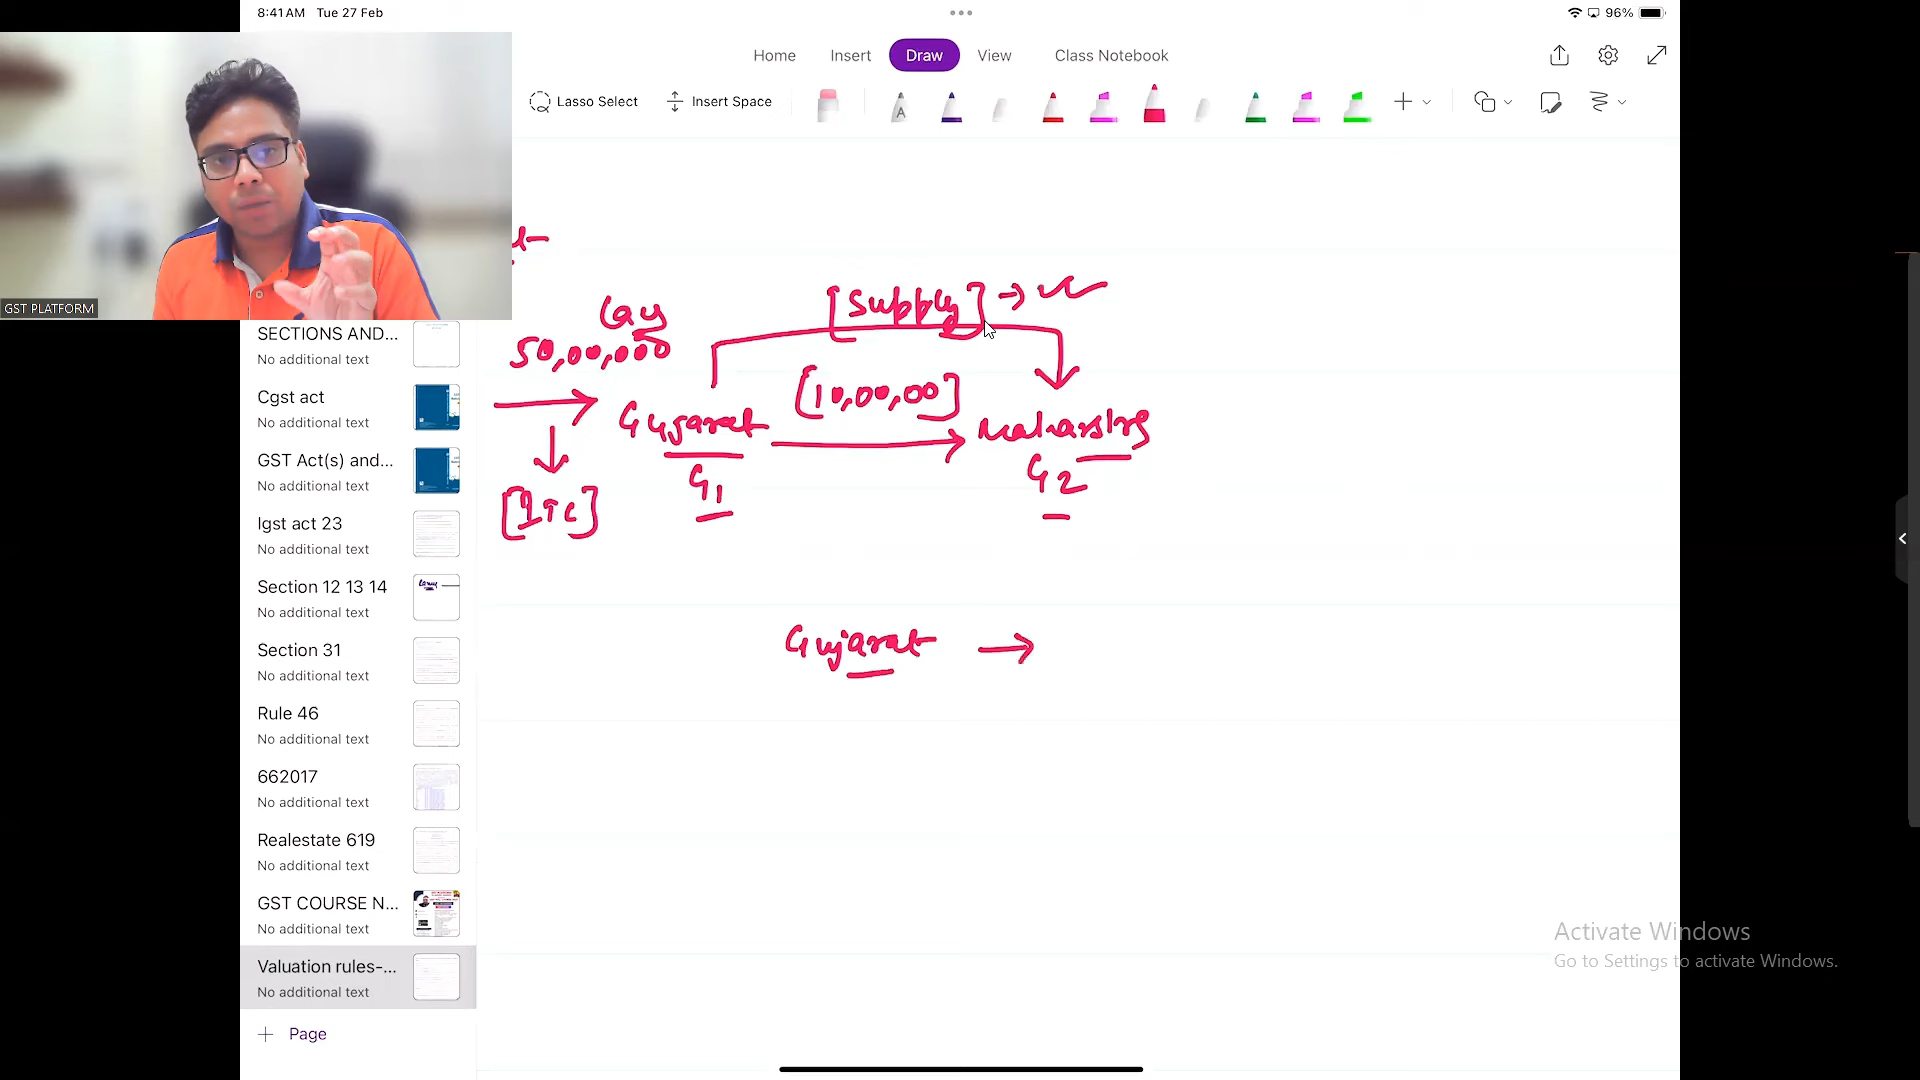 8:41 AM Tue 27 Feb
96%
Home Insert Draw View Class Notebook
Lasso Select Insert Space
A
GST PLATFORM
SECTIONS AND...
No additional text
Cgst act
No additional text
GST Act(s) and...
No additional text
Igst act 23
No additional text
Section 12 13 14
No additional text
Section 31
No additional text
Rule 46
No additional text
662017
No additional text
Realestate 619
No additional text
GST COURSE N...
No additional text
Valuation rules-...
No additional text
Page
[Supply]
50,00,000
[10,00,00]
Gujarat
G1
G2
[ITC]
Gujarat
Activate Windows
Go to Settings to activate Windows.